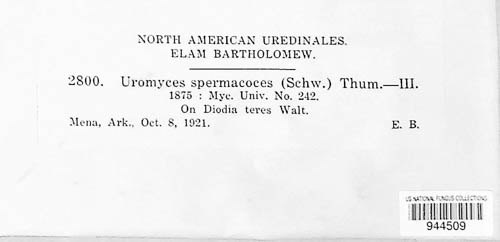 NORTH AMERICAN UREDINALES.
ELAM BARTHOLOMEW.
2800. Uromyces spermacoces (Schw.) Thum.—III.
1875 : Myc. Univ. No. 242.
On Diodia teres Walt.
Mena, Ark., Oct. 8, 1921. E. B.
US NATIONAL FUNGUS COLLECTIONS
944509